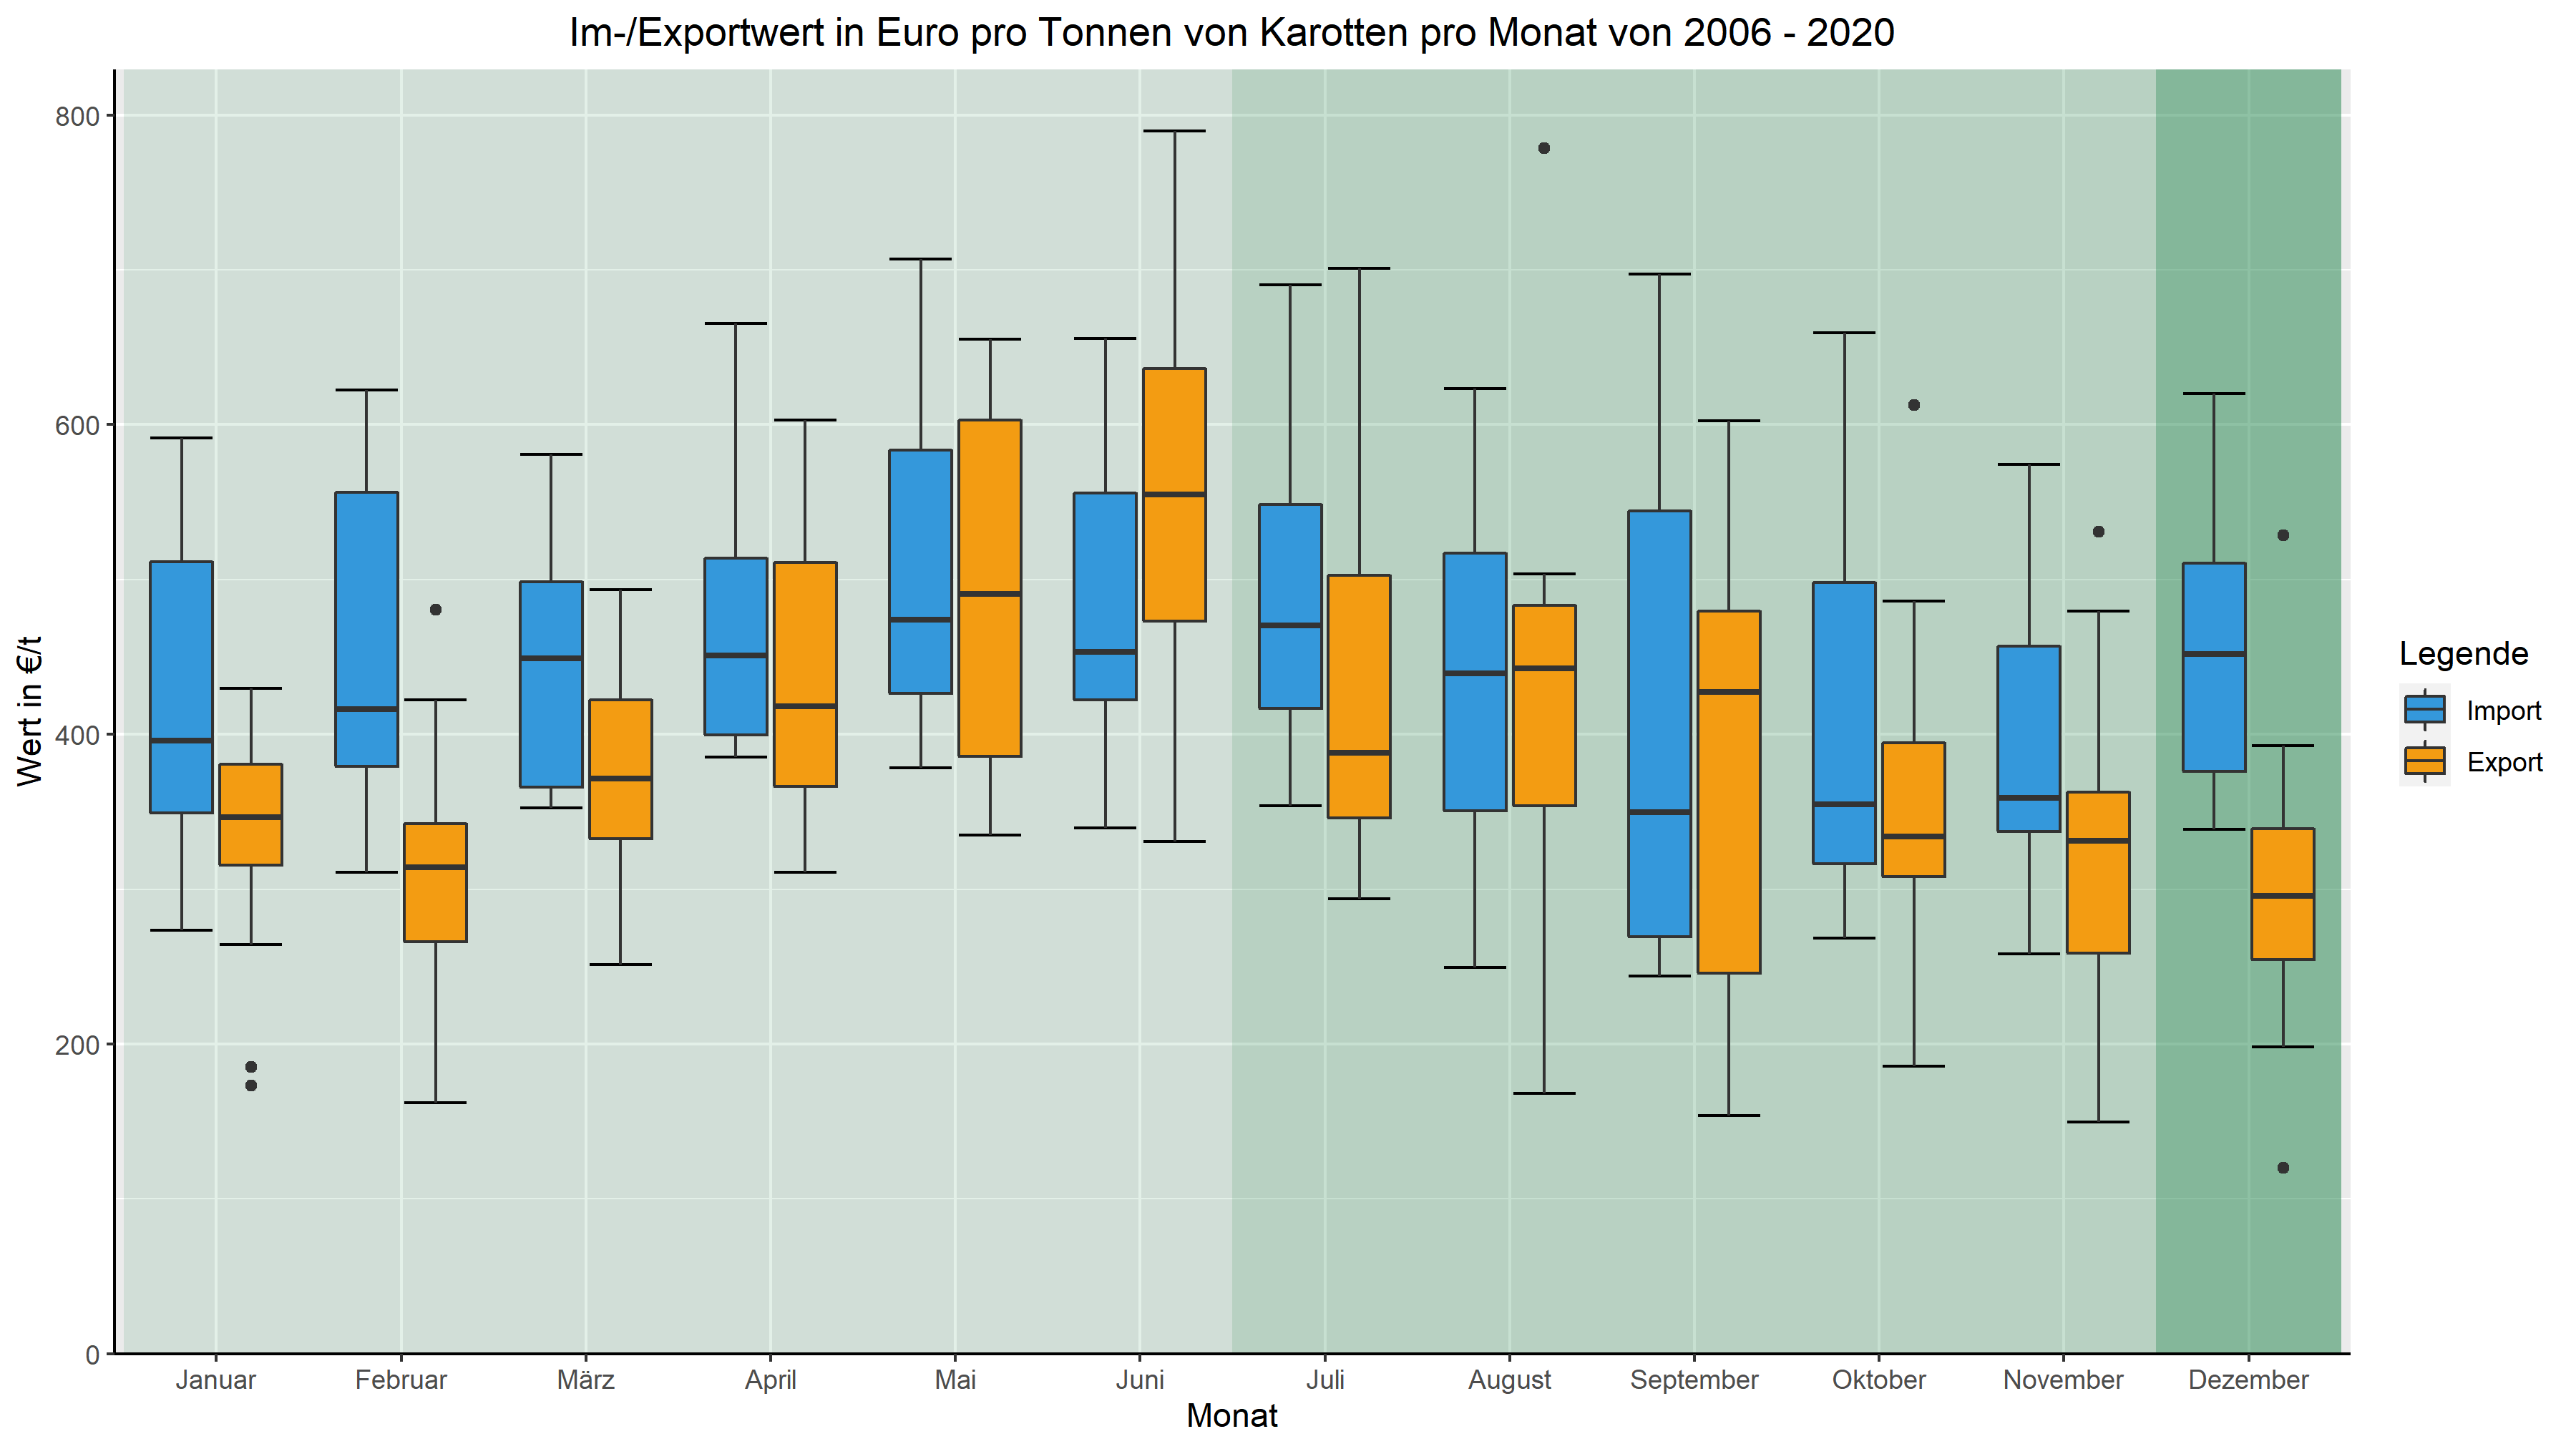 Im-/Exportwert in Euro pro Tonnen von Karotten pro Monat von 2006 - 2020
Wert in €/t
800
600
400
200
0
Januar Februar März April Mai Juni Juli August September Oktober November Dezember
Monat
Legende
Import
Export